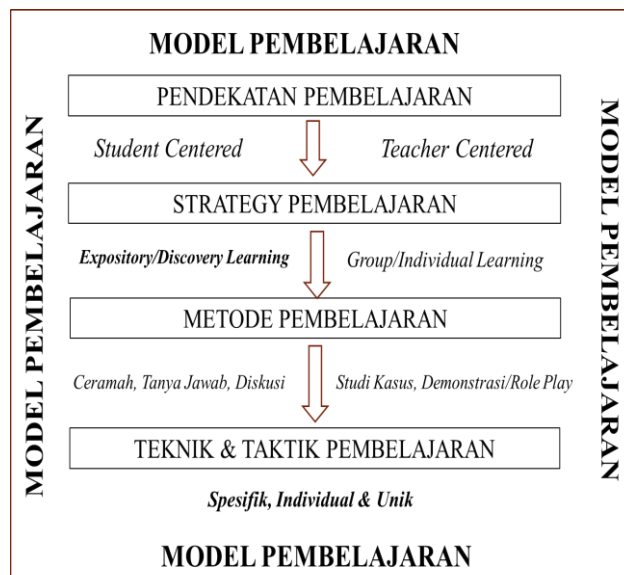 MODEL PEMBELAJARAN
PENDEKATAN PEMBELAJARAN
Student Centered
Teacher Centered
STRATEGY PEMBELAJARAN
Expository/Discovery Learning
Group/Individual Learning
METODE PEMBELAJARAN
Ceramah, Tanya Jawab, Diskusi
Studi Kasus, Demonstrasi/Role Play
TEKNIK & TAKTIK PEMBELAJARAN
Spesifik, Individual & Unik
MODEL PEMBELAJARAN
MODEL PEMBELAJARAN
MODEL PEMBELAJARAN